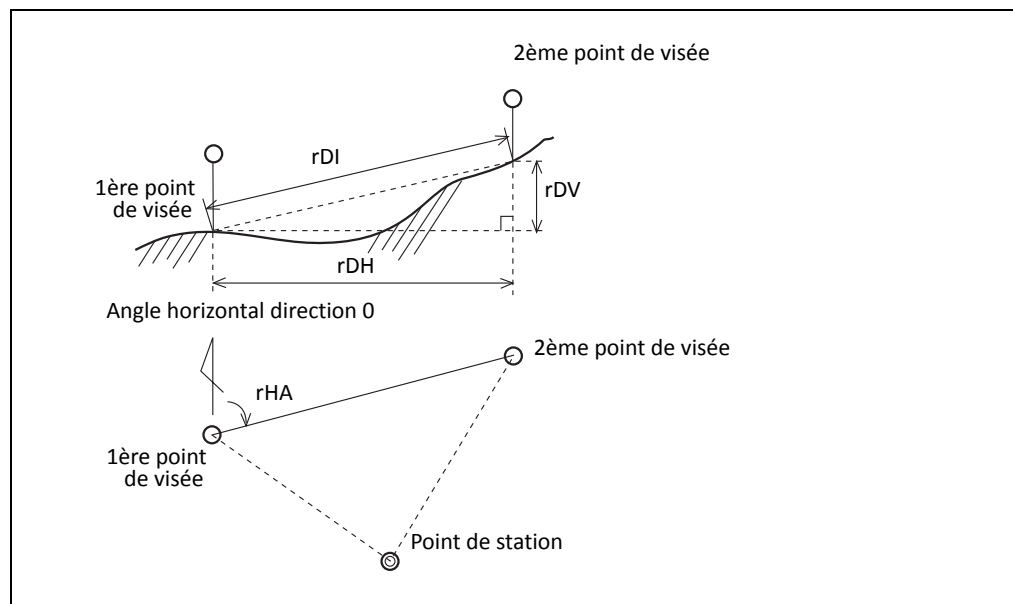 2ème point de visée
rDI
1ère point
de visée
rDV
rDH
Angle horizontal direction 0
2ème point de visée
rHA
1ère point
de visée
Point de station